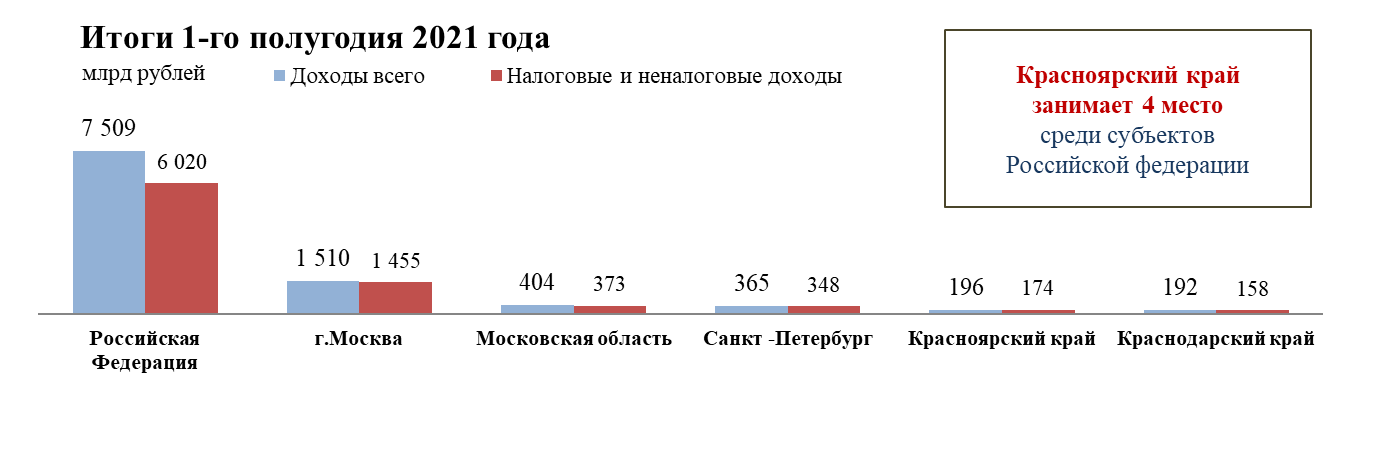 Итоги 1-го полугодия 2021 года
млрд рублей
Доходы всего
Налоговые и неналоговые доходы
Красноярский край
занимает 4 место
среди субъектов
Российской федерации
7 509
6 020
1 510
1 455
404
373
365
348
196
174
192
158
Российская
Федерация
г.Москва
Московская область
Санкт -Петербург
Красноярский край
Краснодарский край